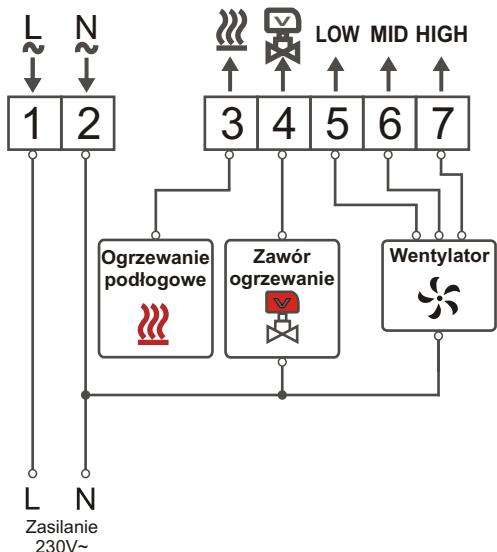 L N LOW MID HIGH
1 2 3 4 5 6 7
Ogrzewanie
podłogowe
Zawór
ogrzewanie
Wentylator
L N
Zasilanie
230V~